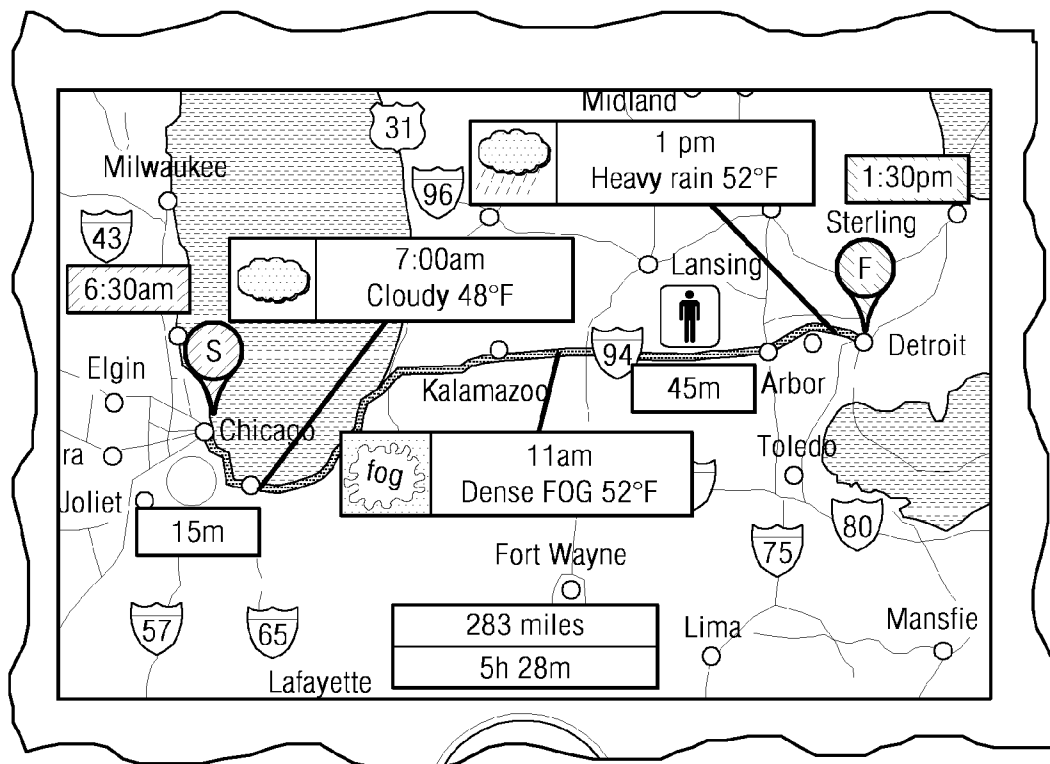 Midland
31
1 pm
Heavy rain 52°F
Milwaukee
96
1:30pm
43
Sterling
7:00am
Cloudy 48°F
Lansing
F
6:30am
S
94
Detroit
Elgin
Kalamazoo
45m
Arbor
Chicago
ra
fog
11am
Dense FOG 52°F
Toledo
Joliet
15m
80
75
Fort Wayne
57
65
283 miles
5h 28m
Lima
Mansfie
Lafayette